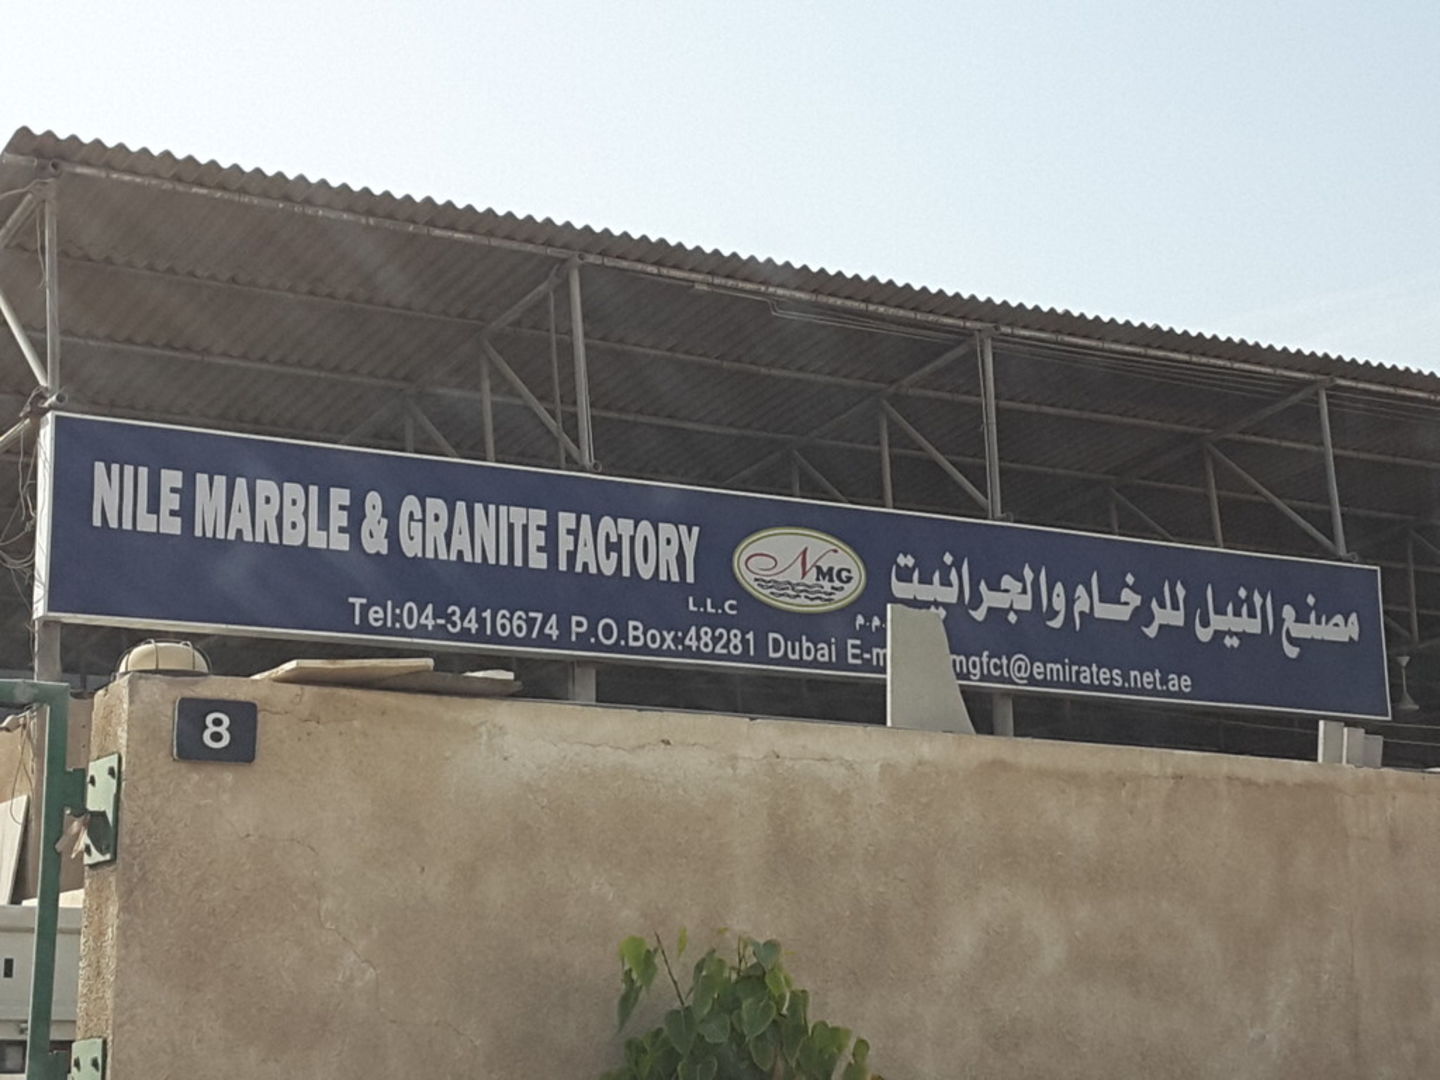 NILE MARBLE & GRANITE FACTORY
L.L.C
NMG
مصنع النيل للرخام والجرانيت
Tel:04-3416674 P.O.Box:48281 Dubai
mgfct@emirates.net.ae
8